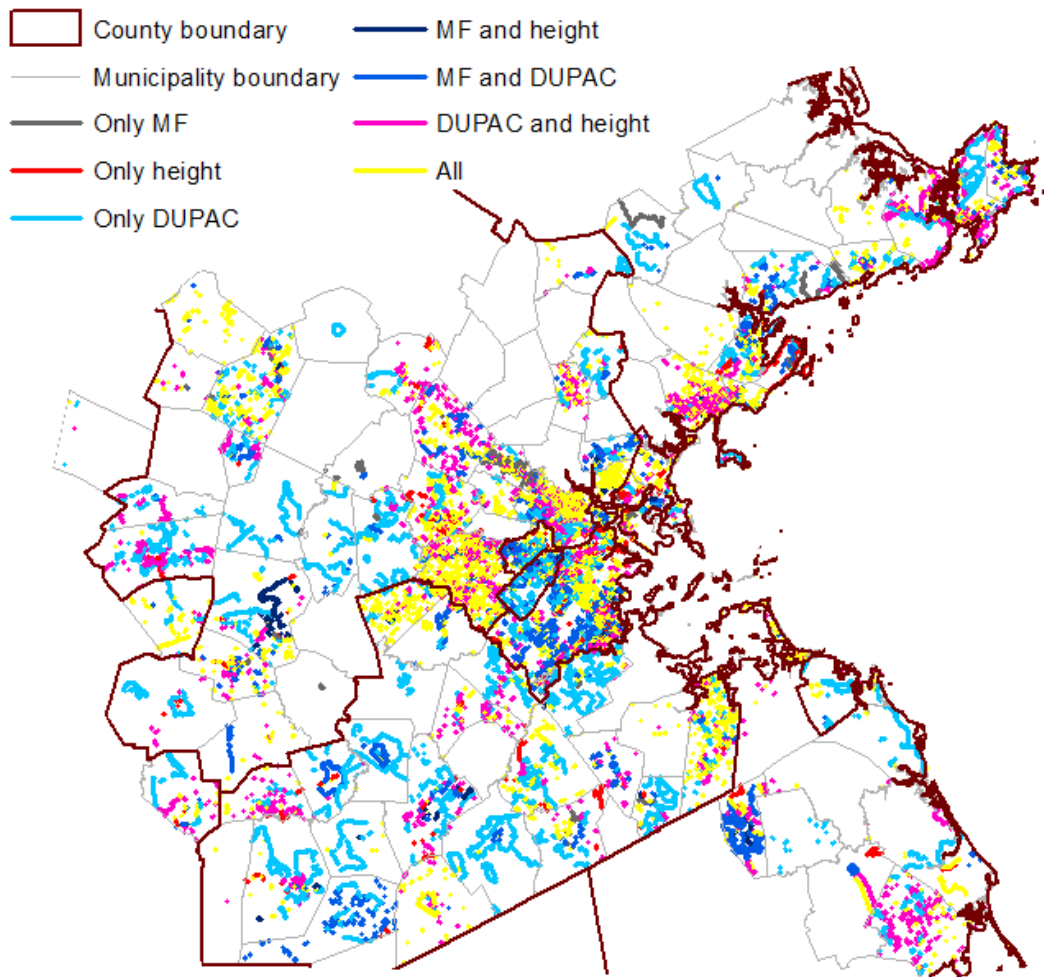 County boundary
Municipality boundary
Only MF
Only height
Only DUPAC
MF and height
MF and DUPAC
DUPAC and height
All